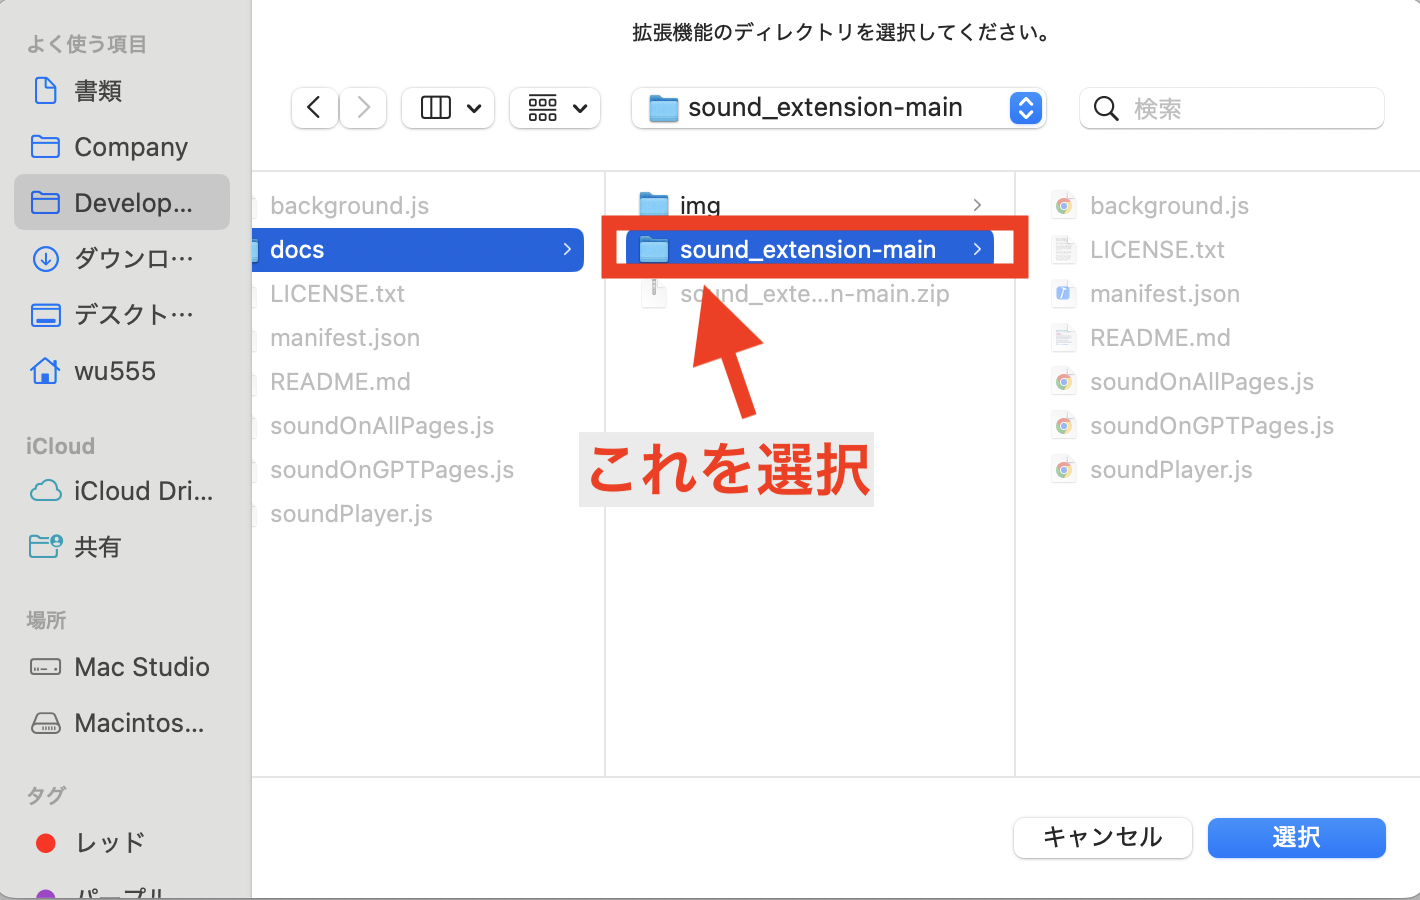 拡張機能のディレクトリを選択してください。
よく使う項目
書類
Company
Develop...
ダウンロ…
デスクト…
wu555
iCloud
iCloud Dri...
共有
場所
Mac Studio
Macintos...
タグ
レッド
パープル
sound_extension-main
検索
background.js
docs
LICENSE.txt
manifest.json
README.md
soundOnAllPages.js
soundOnGPTPages.js
soundPlayer.js
img
sound_extension-main
sound_exte...n-main.zip
これを選択
background.js
LICENSE.txt
manifest.json
README.md
soundOnAllPages.js
soundOnGPTPages.js
soundPlayer.js
キャンセル
選択